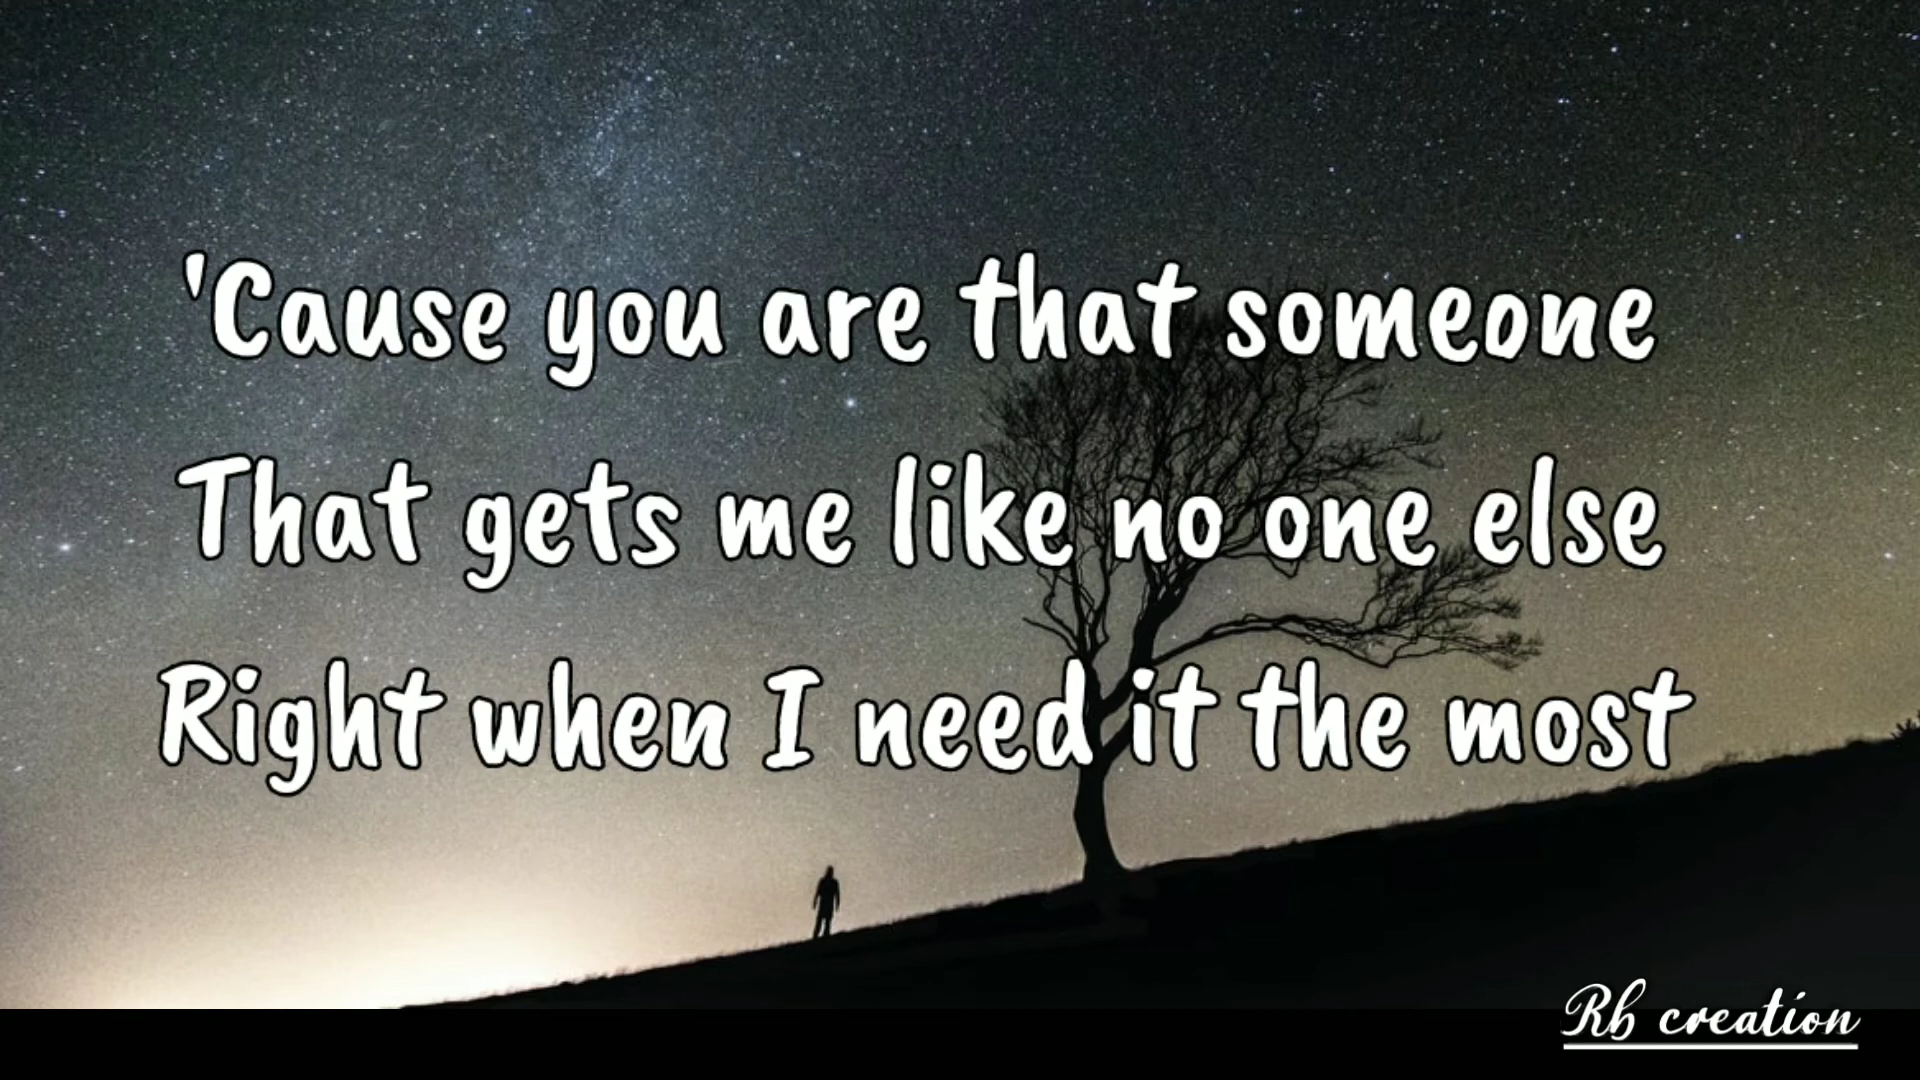 'Cause you are that someone
That gets me like no one else
Right when I need it the most
Rb creation